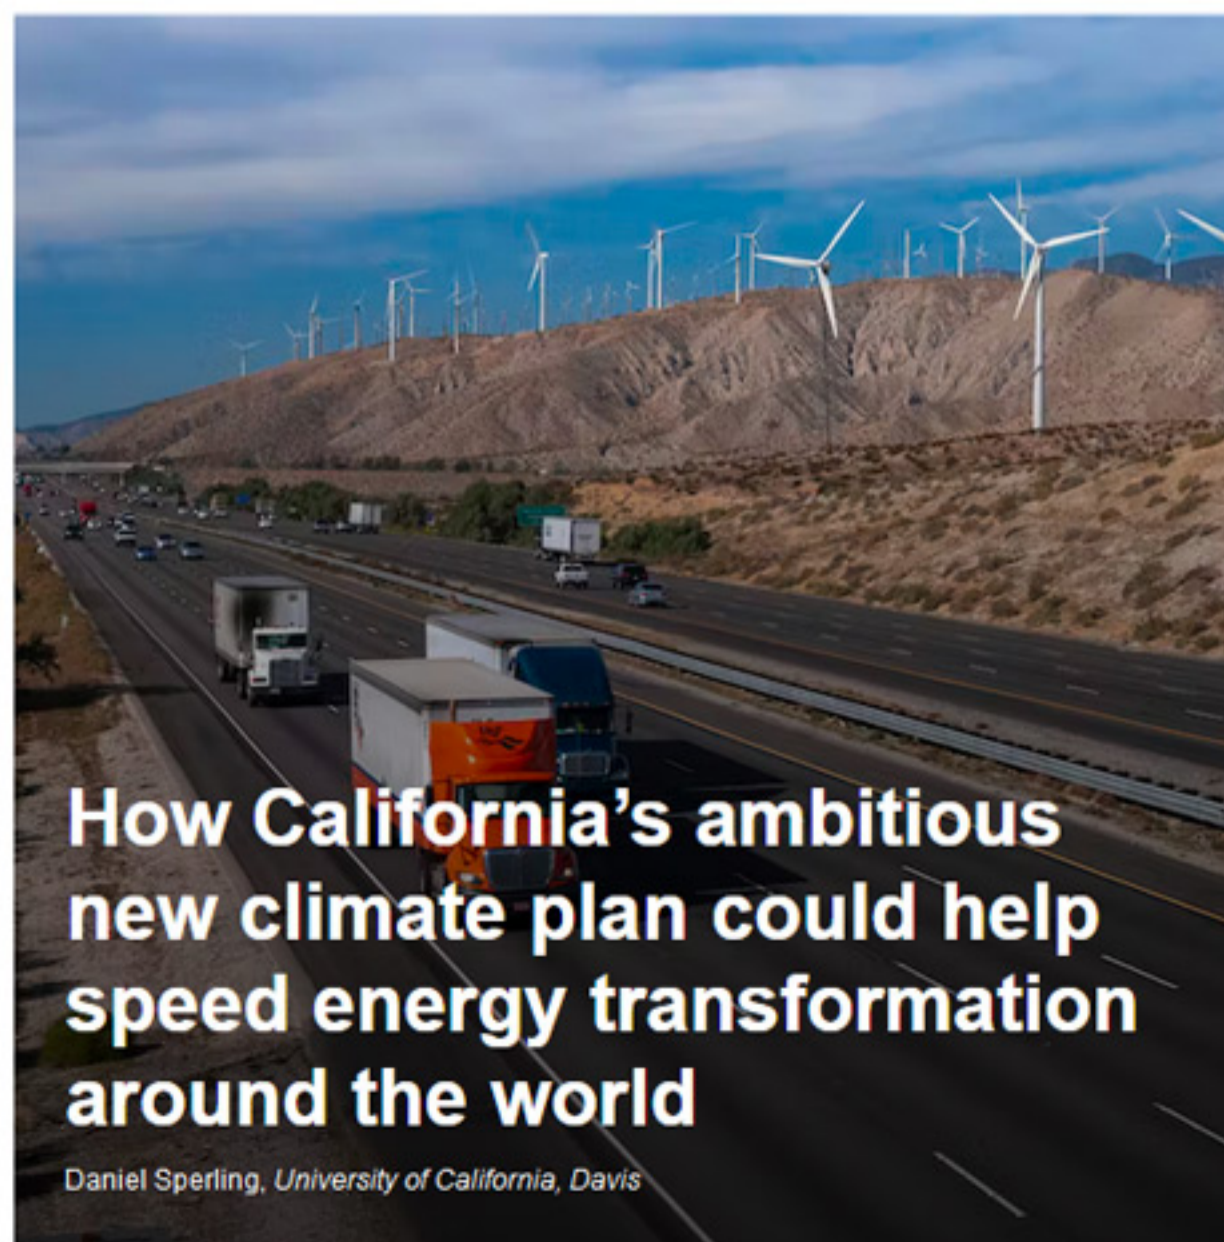 How California’s ambitious
new climate plan could help
speed energy transformation
around the world
Daniel Sperling, University of California, Davis